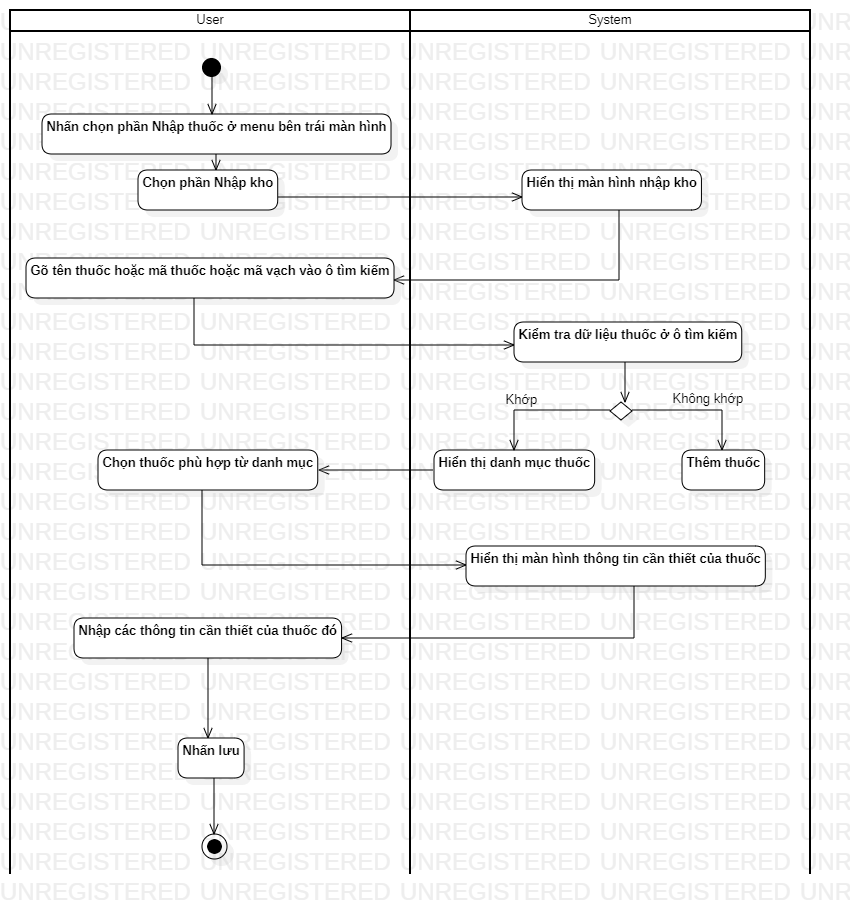 User
System
Nhấn chọn phần Nhập thuốc ở menu bên trái màn hình
Chọn phần Nhập kho
Hiển thị màn hình nhập kho
Gõ tên thuốc hoặc mã thuốc hoặc mã vạch vào ô tìm kiếm
Kiểm tra dữ liệu thuốc ở ô tìm kiếm
Khớp
Không khớp
Chọn thuốc phù hợp từ danh mục
Hiển thị danh mục thuốc
Thêm thuốc
Hiển thị màn hình thông tin cần thiết của thuốc
Nhập các thông tin cần thiết của thuốc đó
Nhấn lưu
UNREGISTERED